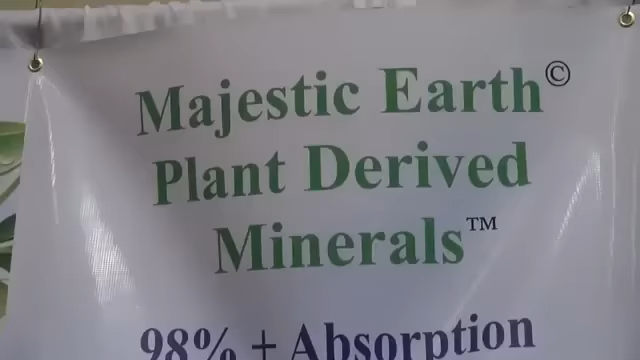 Majestic Earth©
Plant Derived
Minerals™
98% + Absorption